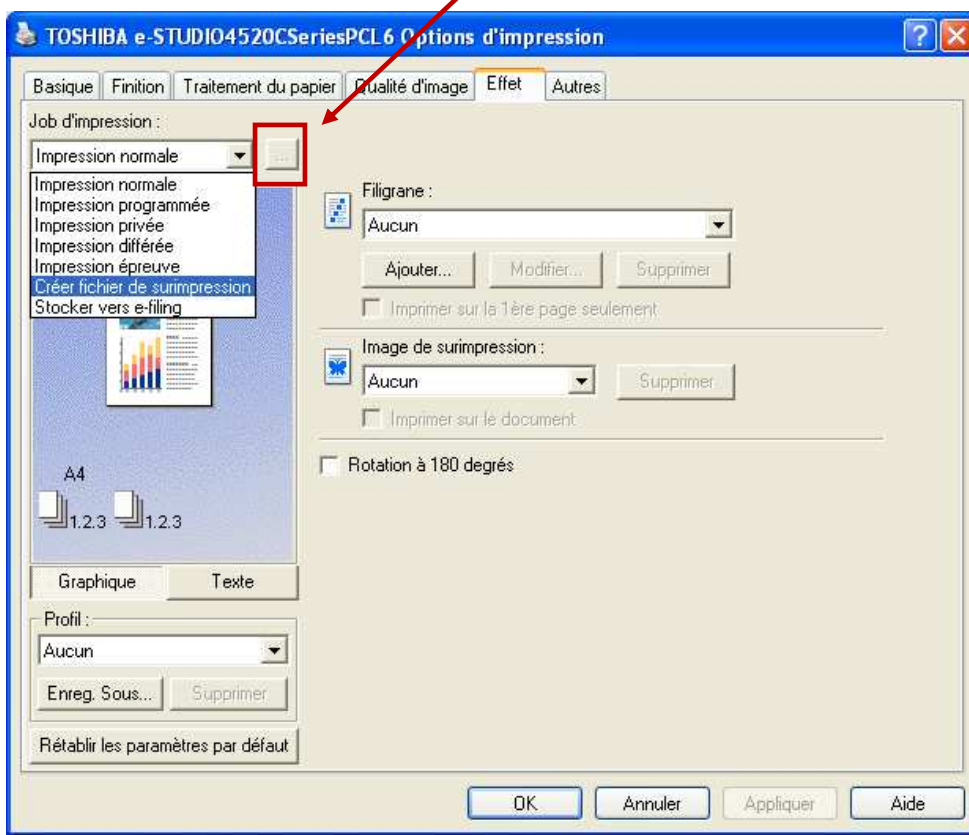 TOSHIBA e-STUDIO4520CSeriesPCL6 Options d'impression
Basique Finition Traitement du papier Qualité d'image Effet Autres
Job d'impression :
Impression normale ...
Impression normale
Impression programmée
Impression privée
Impression différée
Impression épreuve
Créer fichier de surimpression
Stocker vers e-filing
A4
1.2.3 1.2.3
Graphique Texte
Profil :
Aucun
Enreg. Sous... Supprimer
Rétablir les paramètres par défaut
Filigrane :
Aucun
Ajouter... Modifier... Supprimer
Imprimer sur la 1ère page seulement
Image de surimpression :
Aucun Supprimer
Imprimer sur le document
Rotation à 180 degrés
OK Annuler Appliquer Aide